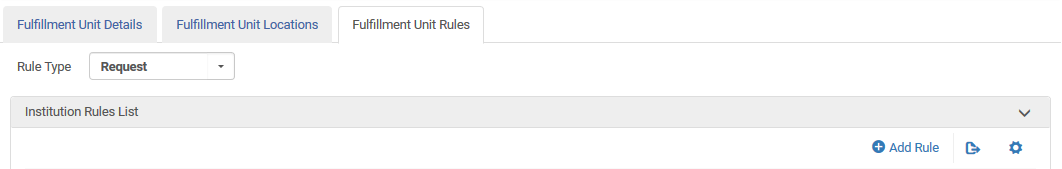 Fulfillment Unit Details Fulfillment Unit Locations Fulfillment Unit Rules
Rule Type Request
Institution Rules List
Add Rule